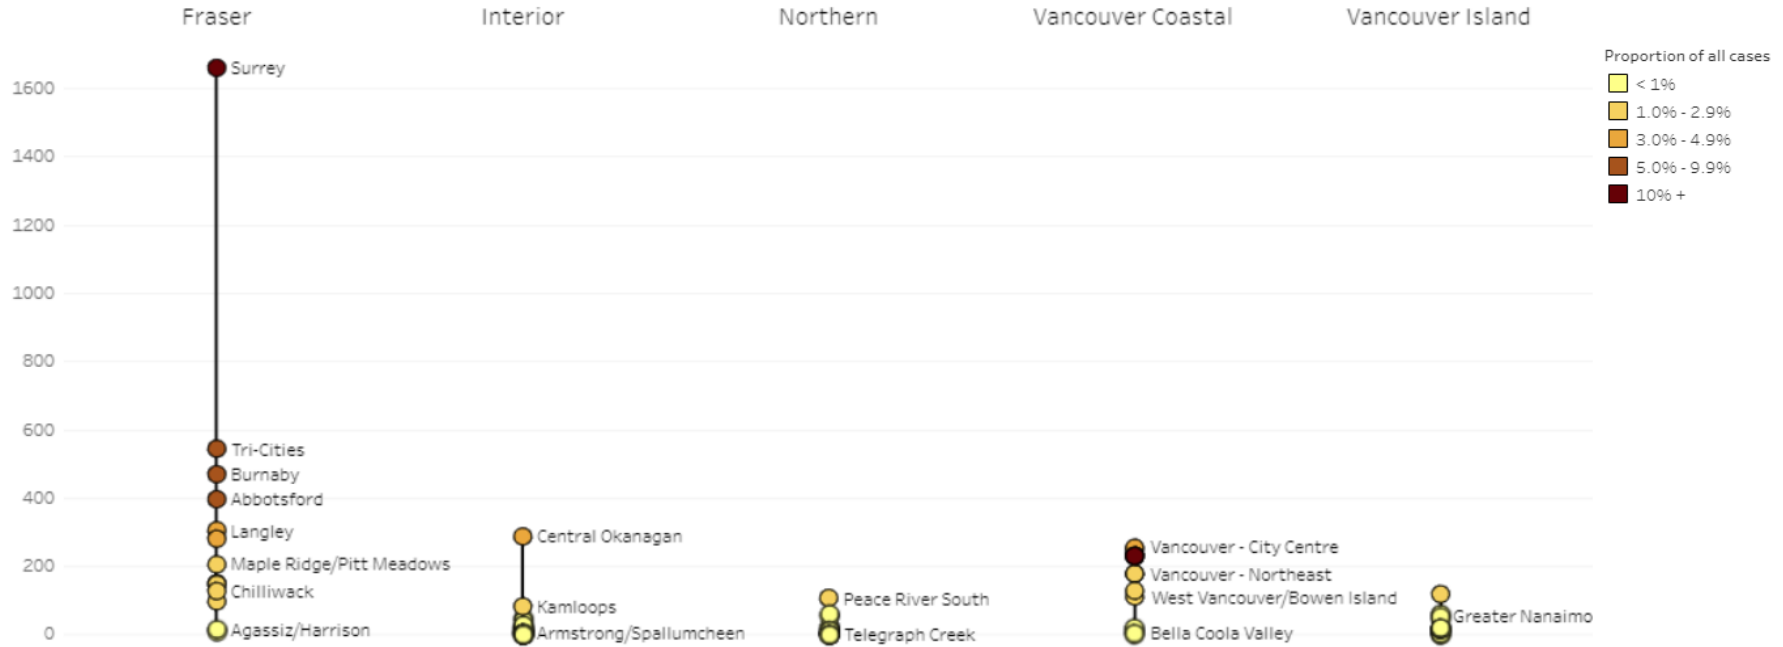 Fraser
Interior
Northern
Vancouver Coastal
Vancouver Island
Proportion of all cases
< 1%
1.0% - 2.9%
3.0% - 4.9%
5.0% - 9.9%
10% +
1600
1400
1200
1000
800
600
400
200
0
Surrey
Tri-Cities
Burnaby
Abbotsford
Langley
Maple Ridge/Pitt Meadows
Chilliwack
Agassiz/Harrison
Central Okanagan
Kamloops
Armstrong/Spallumcheen
Peace River South
Telegraph Creek
Vancouver - City Centre
Vancouver - Northeast
West Vancouver/Bowen Island
Bella Coola Valley
Greater Nanaimo